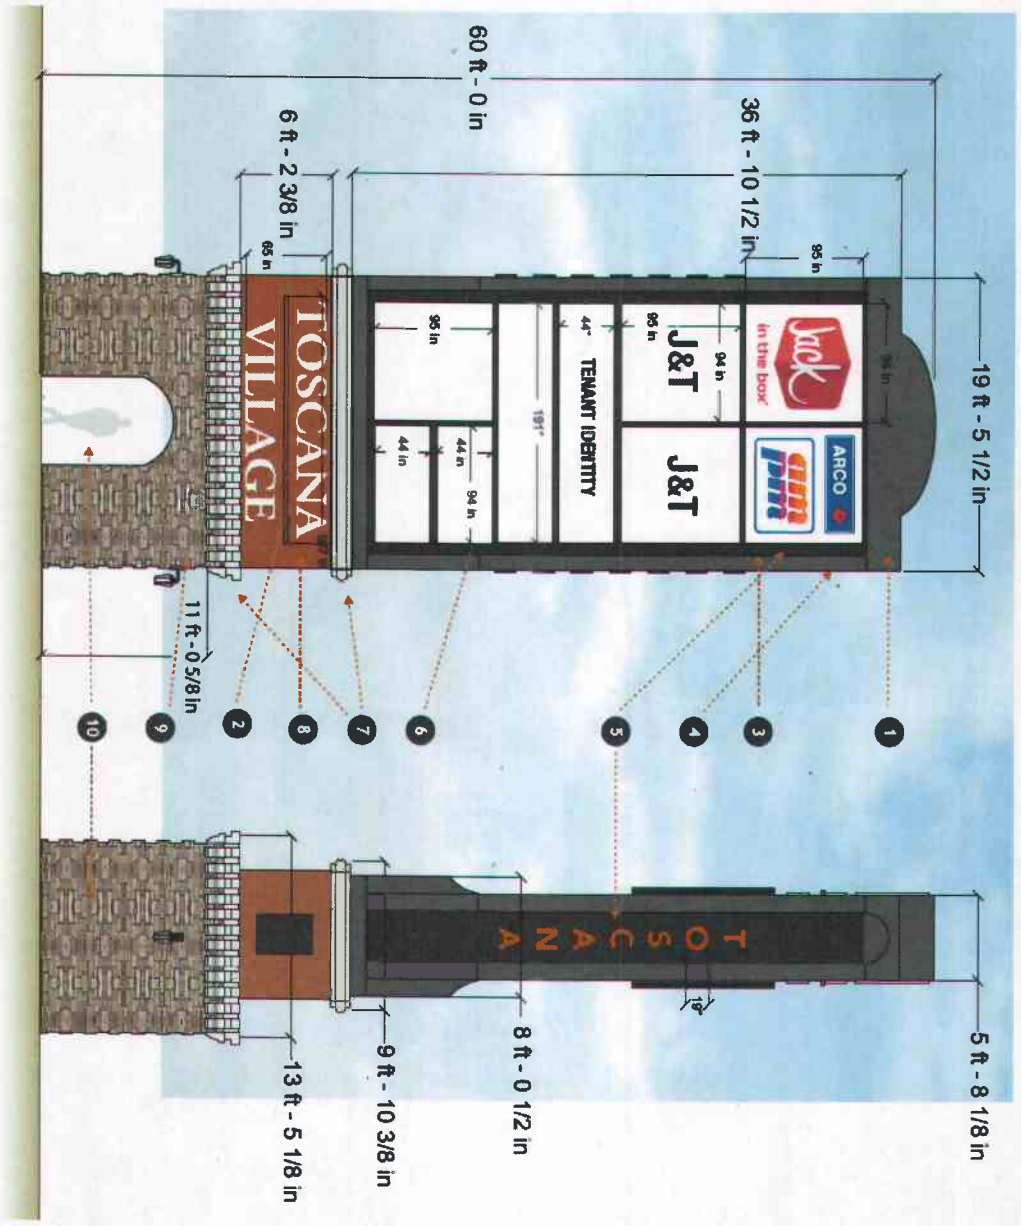 19 ft - 5 1/2 in
60 ft - 0 in
36 ft - 10 1/2 in
95 in
Jack
in the box
ARCO
am
pm
94 in
95 in
J&T
J&T
44"
TENANT IDENTITY
191"
95 in
94 in
44 in
44 in
6 ft - 2 3/8 in
65 in
TOSCANA
VILLAGE
11 ft - 0 5/8 in
1
3
4
5
6
7
8
2
9
10
5 ft - 8 1/8 in
TOSCANA
19"
8 ft - 0 1/2 in
9 ft - 10 3/8 in
13 ft - 5 1/8 in